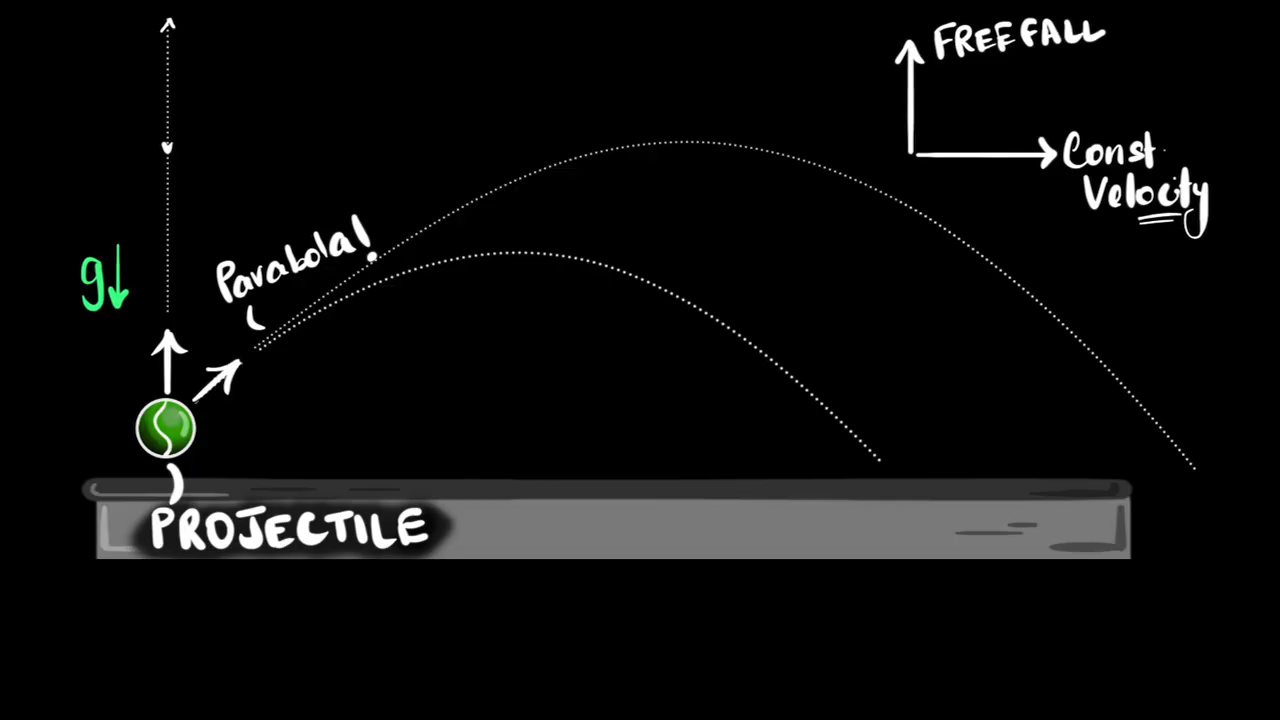 FREEFALL
Const
Velocity
Parabola!
g↓
PROJECTILE